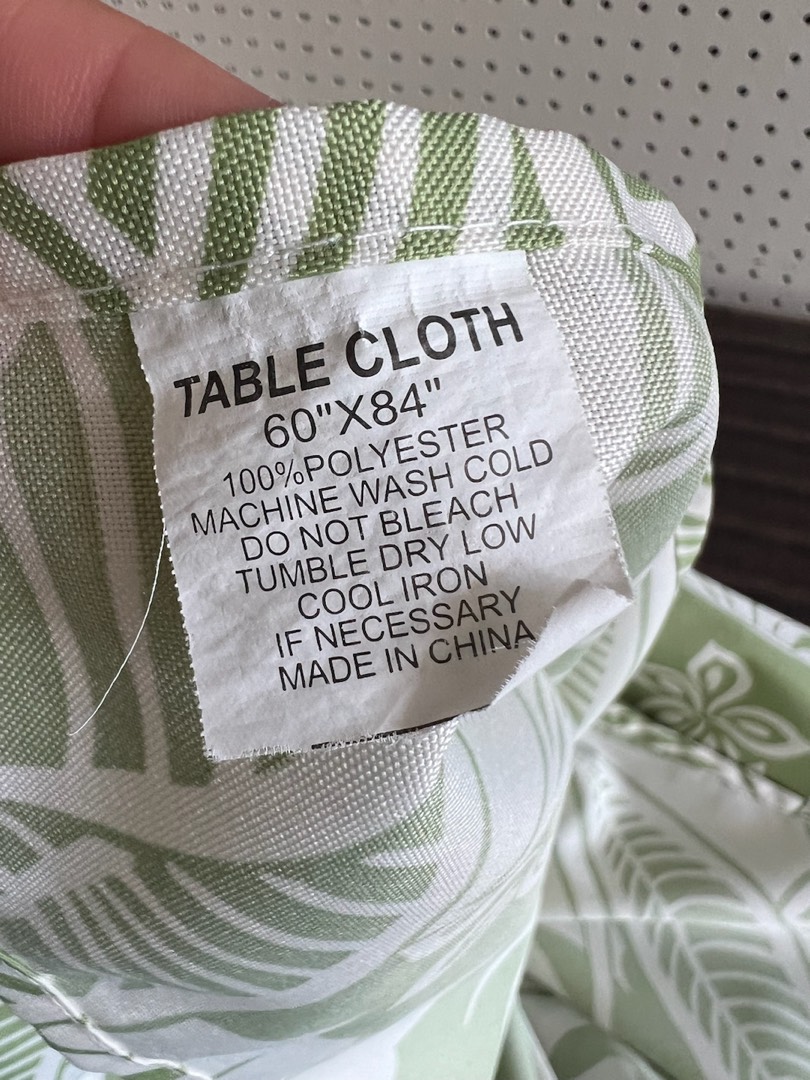 TABLE CLOTH
60"X84"
100%POLYESTER
MACHINE WASH COLD
DO NOT BLEACH
TUMBLE DRY LOW
COOL IRON
IF NECESSARY
MADE IN CHINA